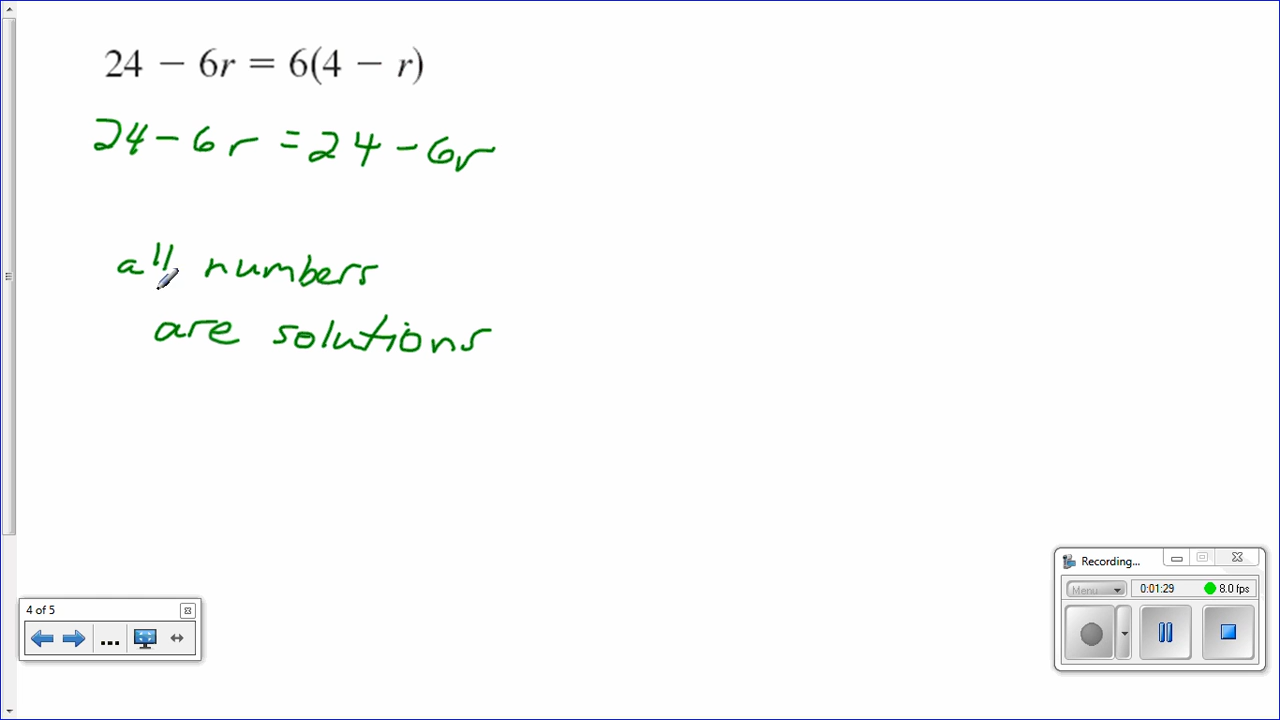 24 − 6r = 6(4 − r)
24 - 6r = 24 - 6r
all numbers
are solutions
Recording...
Menu
0:01:29
8.0 fps
4 of 5
...